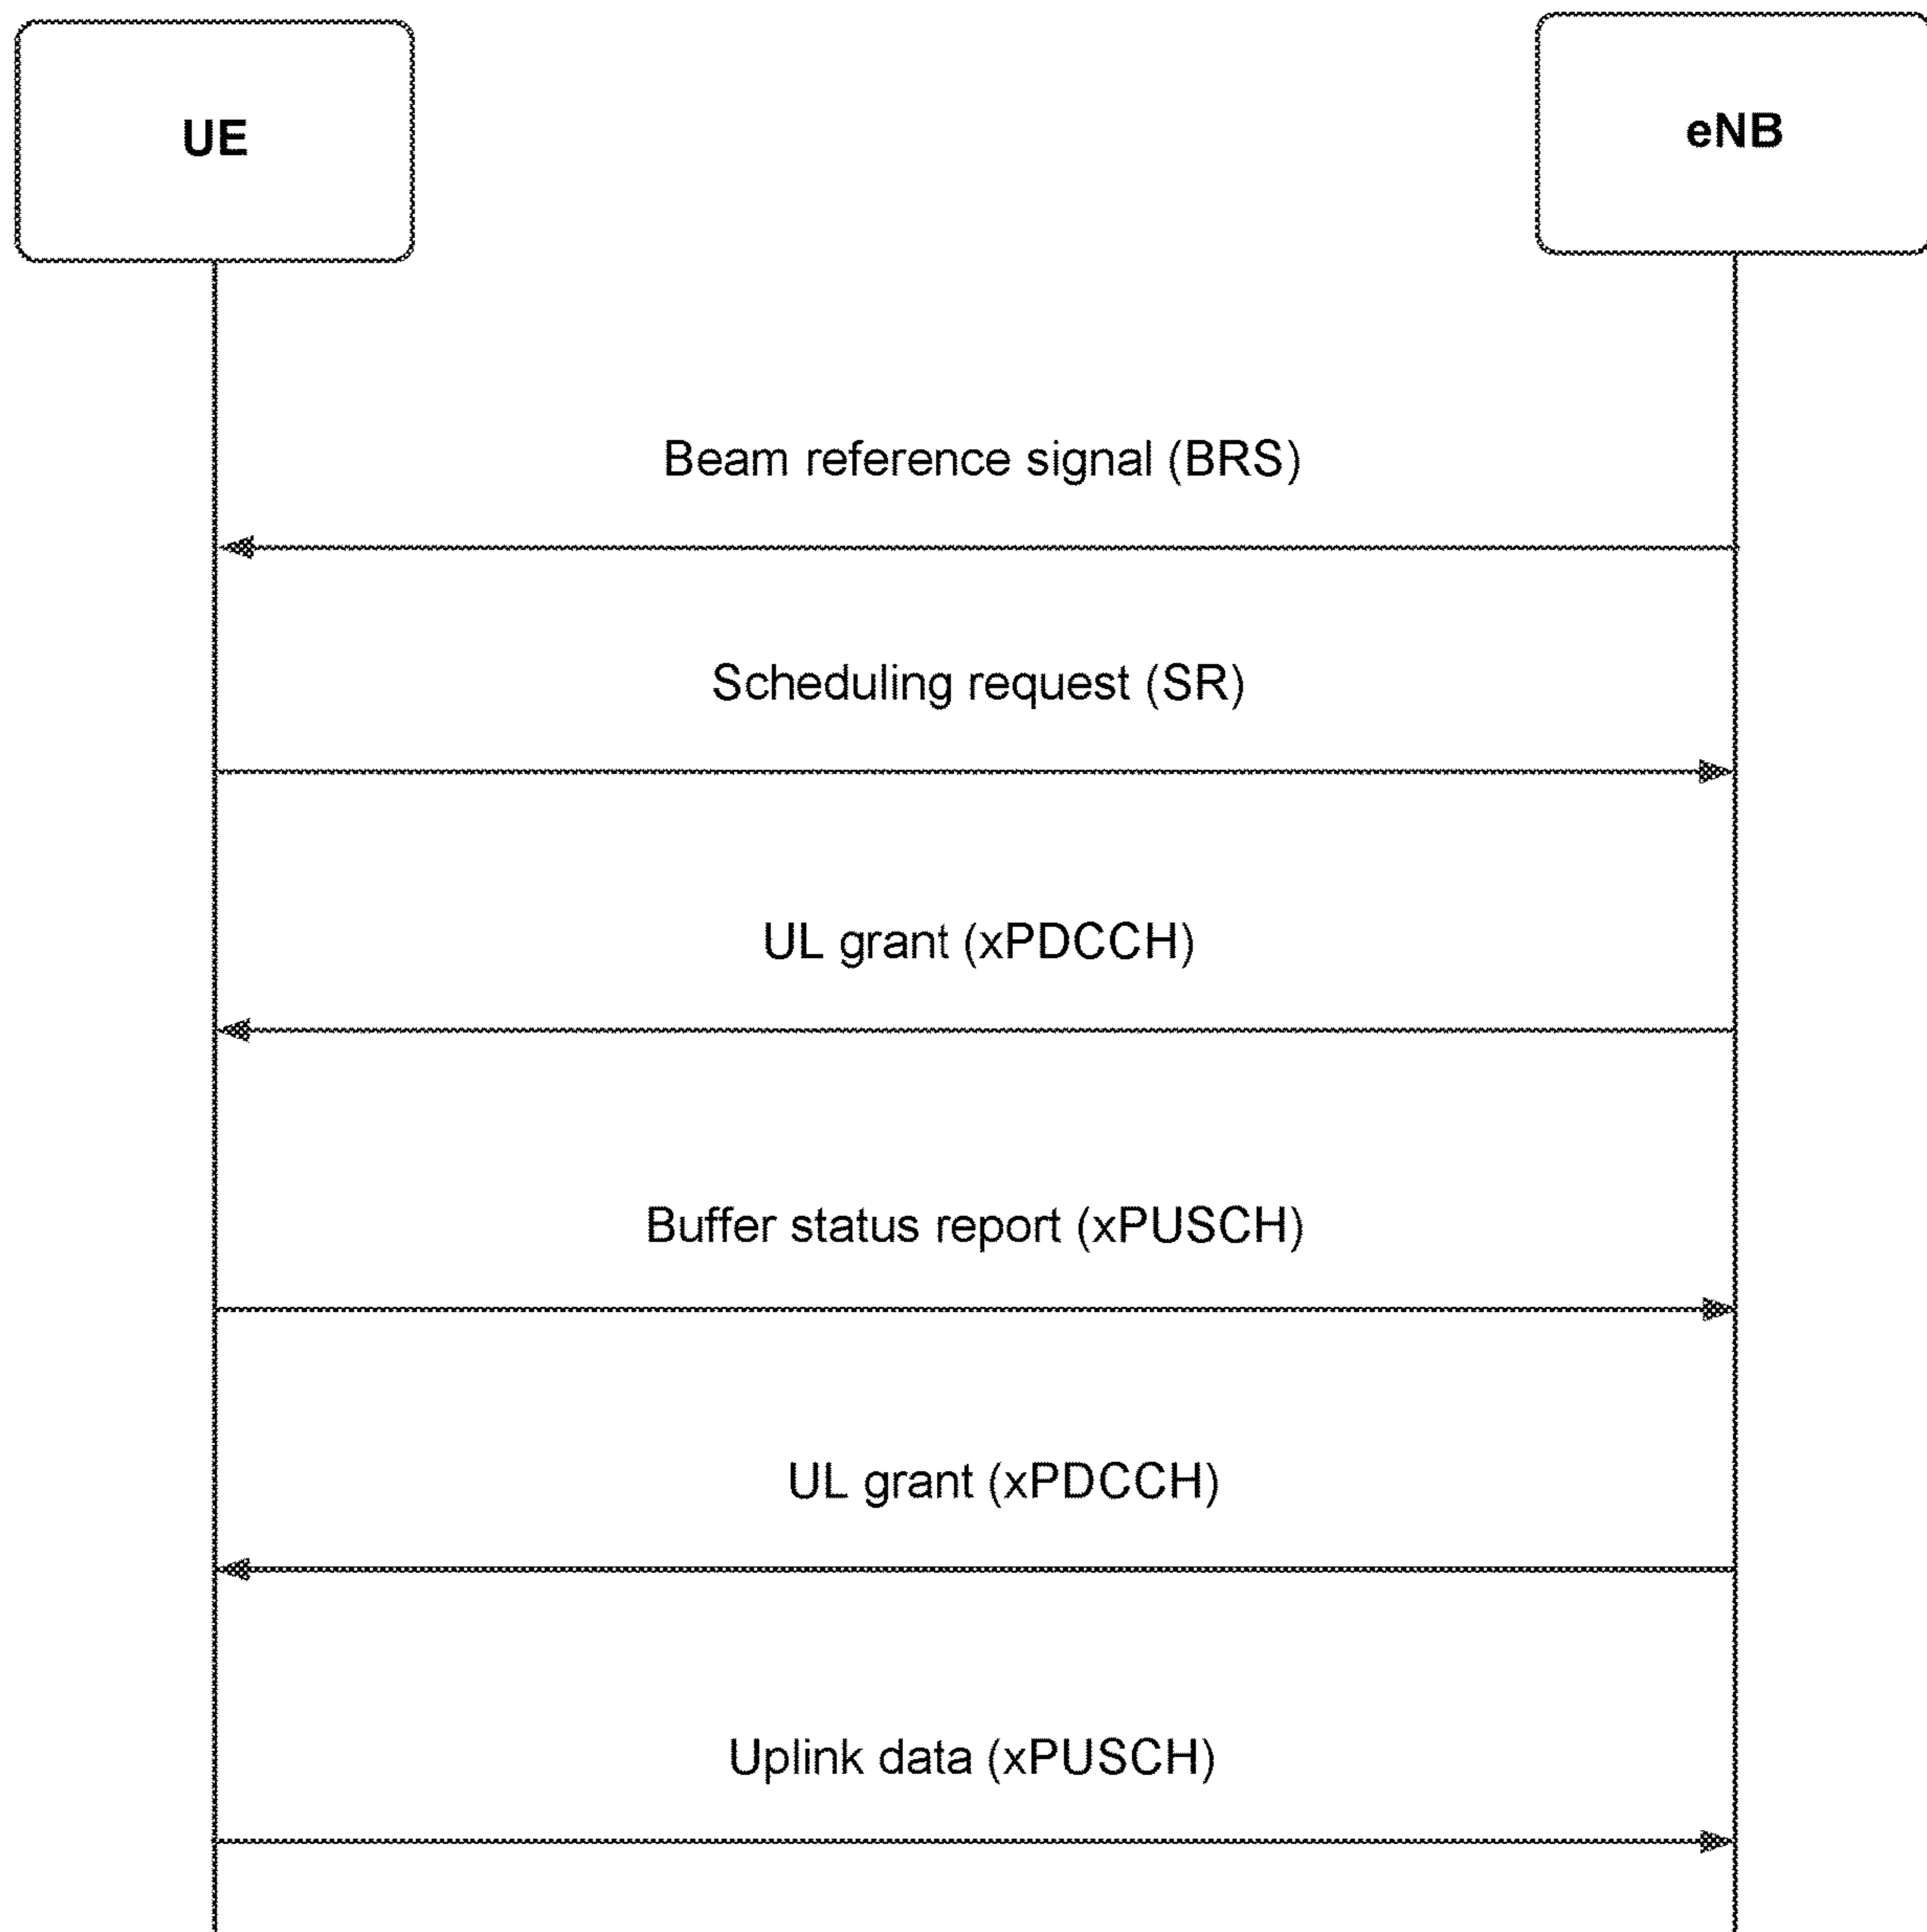 UE
eNB
Beam reference signal (BRS)
Scheduling request (SR)
UL grant (xPDCCH)
Buffer status report (xPUSCH)
UL grant (xPDCCH)
Uplink data (xPUSCH)